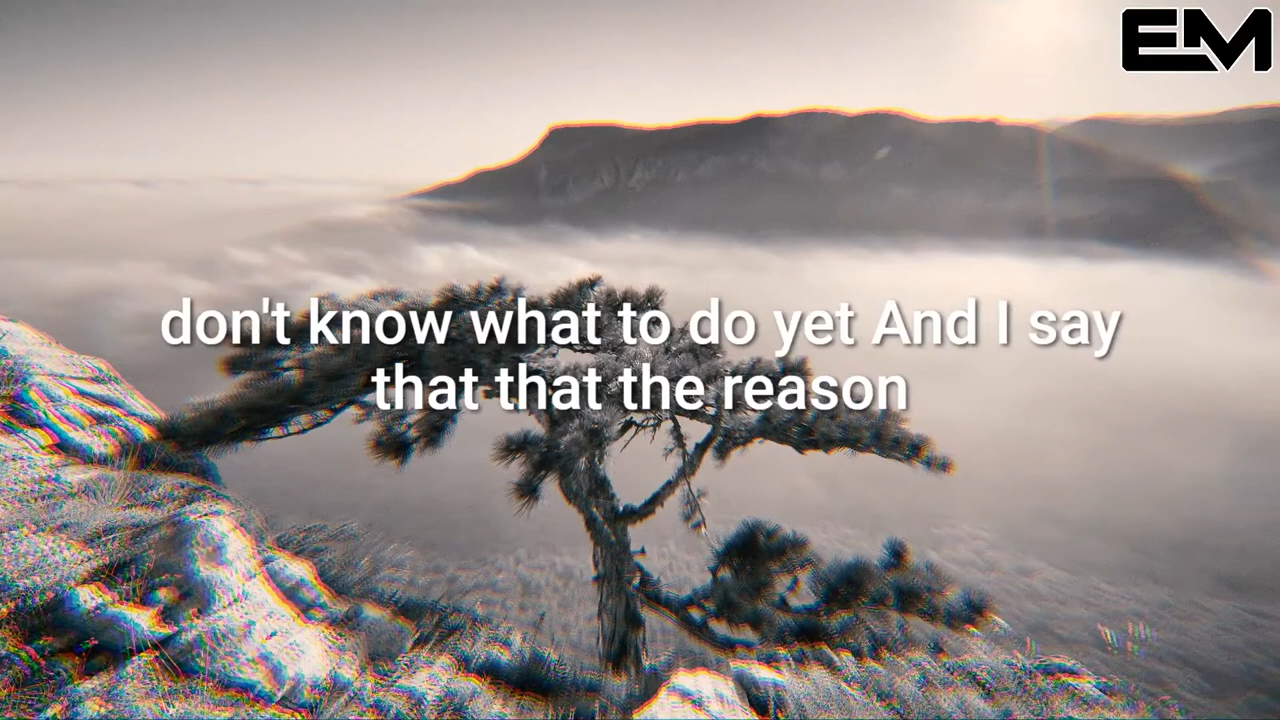 EM
don't know what to do yet And I say
that that the reason